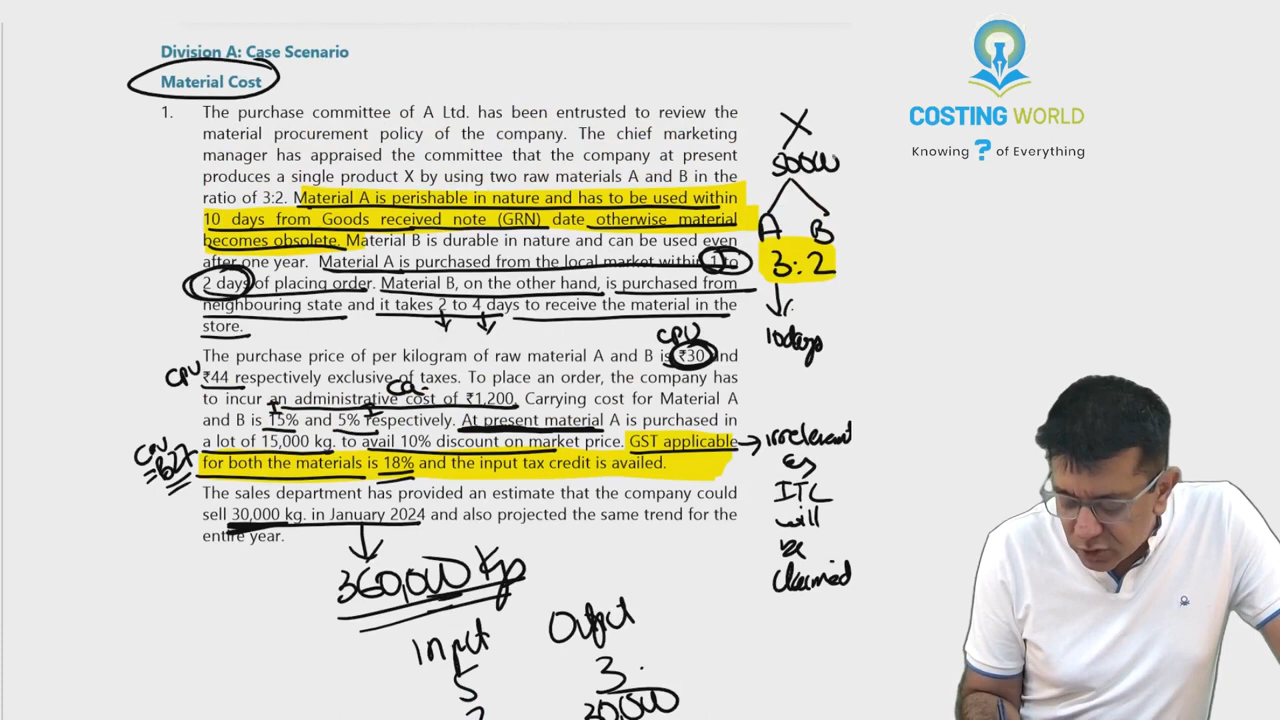 Division A: Case Scenario
Material Cost
1. The purchase committee of A Ltd. has been entrusted to review the
material procurement policy of the company. The chief marketing
manager has appraised the committee that the company at present
produces a single product X by using two raw materials A and B in the
ratio of 3:2. Material A is perishable in nature and has to be used within
10 days from Goods received note (GRN) date otherwise material
becomes obsolete. Material B is durable in nature and can be used even
after one year. Material A is purchased from the local market within 1 to
2 days of placing order. Material B, on the other hand, is purchased from
neighbouring state and it takes 2 to 4 days to receive the material in the
store.
CPU
The purchase price of per kilogram of raw material A and B is ₹30 and
CPU
₹44 respectively exclusive of taxes. To place an order, the company has
to incur an administrative cost of ₹1,200. Carrying cost for Material A
and B is 15% and 5% respectively. At present material A is purchased in
a lot of 15,000 kg. to avail 10% discount on market price. GST applicable
for both the materials is 18% and the input tax credit is availed.
CPU
B27
The sales department has provided an estimate that the company could
sell 30,000 kg. in January 2024 and also projected the same trend for the
entire year.
360,000 Kgs
Input Output
5 3
30,000
X
A B
3:2
10days
irrelevant
as
ITC
will
be
claimed
COSTING WORLD
Knowing ? of Everything